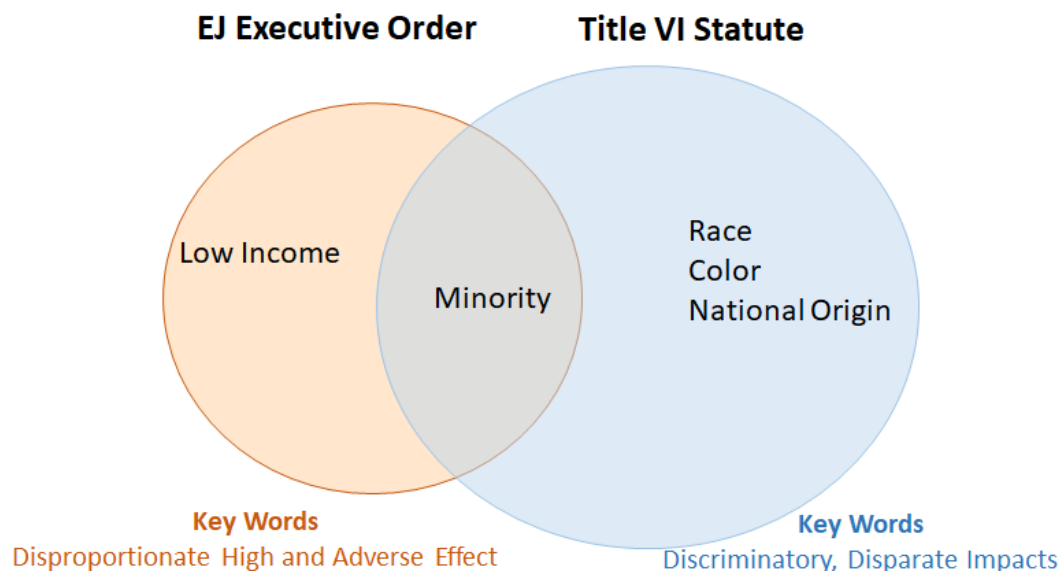 EJ Executive Order
Title VI Statute
Low Income
Minority
Race
Color
National Origin
Key Words
Disproportionate High and Adverse Effect
Key Words
Discriminatory, Disparate Impacts